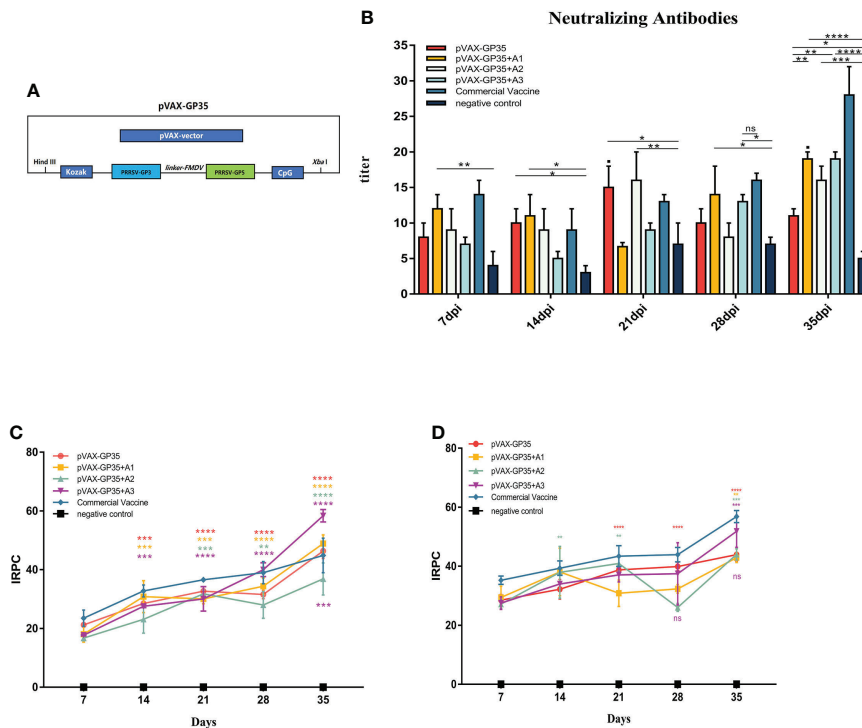 A
pVAX-GP35
pVAX-vector
Hind III
Kozak
PRRSV-GP3
linker-FMDV
PRRSV-GP5
CpG
Xba I
B
Neutralizing Antibodies
pVAX-GP35
pVAX-GP35+A1
pVAX-GP35+A2
pVAX-GP35+A3
Commercial Vaccine
negative control
titer
35
30
25
20
15
10
5
0
**
*
*
*
**
ns
*
*
****
*
**
****
**
***
7dpi
14dpi
21dpi
28dpi
35dpi
C
pVAX-GP35
pVAX-GP35+A1
pVAX-GP35+A2
pVAX-GP35+A3
Commercial Vaccine
negative control
IRPC
80
60
40
20
0
***
***
***
****
***
***
****
****
****
**
****
****
****
****
****
***
7
14
21
28
35
Days
D
pVAX-GP35
pVAX-GP35+A1
pVAX-GP35+A2
pVAX-GP35+A3
Commercial Vaccine
negative control
IRPC
80
60
40
20
0
**
****
**
****
ns
****
**
***
***
ns
7
14
21
28
35
Days